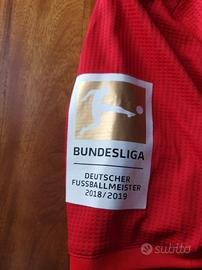 BUNDESLIGA
DEUTSCHER
FUSSBALLMEISTER
2018/2019
subito